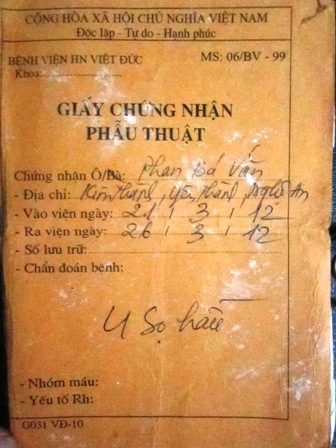 CỘNG HÒA XÃ HỘI CHỦ NGHĨA VIỆT NAM
Độc lập - Tự do - Hạnh phúc
BỆNH VIỆN HN VIỆT ĐỨC MS: 06/BV - 99
Khoa:
GIẤY CHỨNG NHẬN
PHẪU THUẬT
Chứng nhận Ô/Bà: Phan Bá Vấn
- Địa chỉ: Kim Thành, Yên Thành, Nghệ An
- Vào viện ngày: 21 / 3 / 12
- Ra viện ngày: 26 / 3 / 12
- Số lưu trữ:
- Chẩn đoán bệnh:
U sọ hầu
- Nhóm máu:
- Yếu tố Rh:
G031 VĐ-10